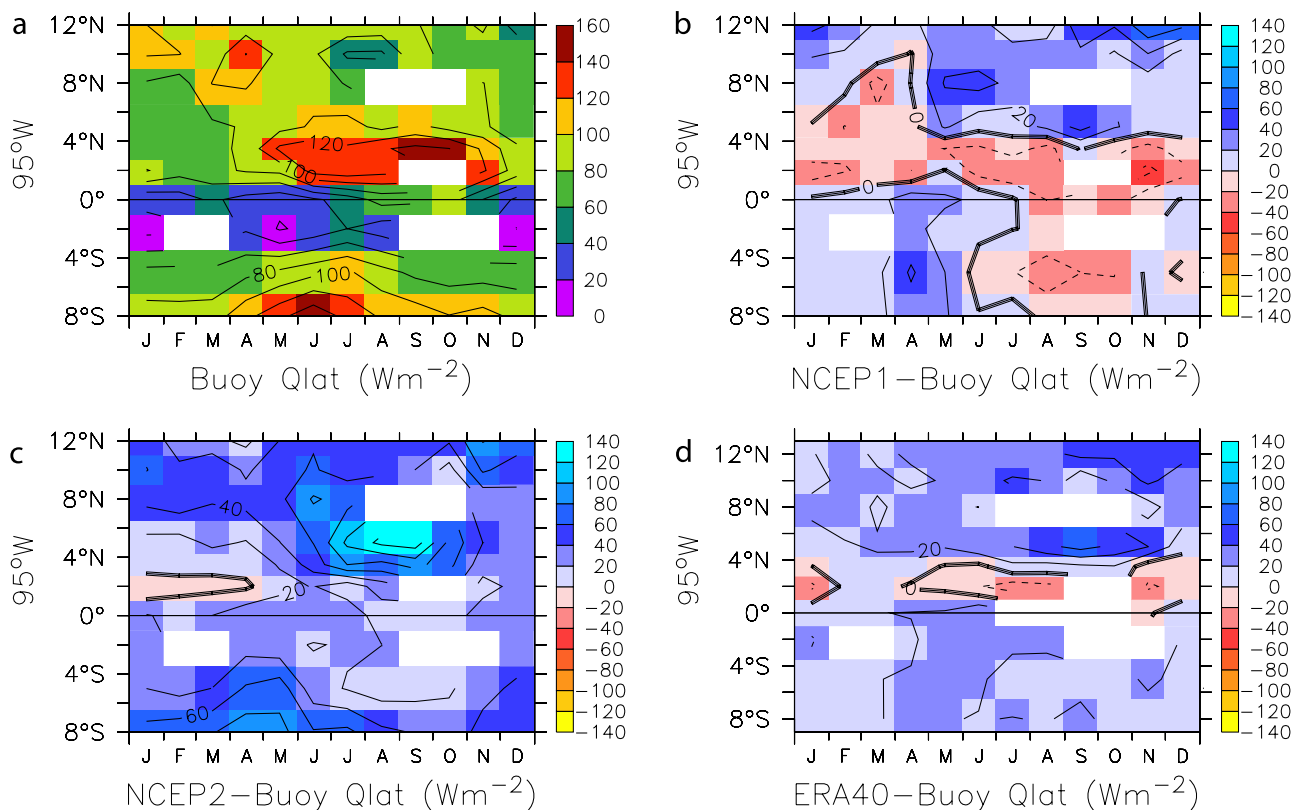 a
12°N
8°N
4°N
0°
4°S
8°S
95°W
120
100
80
100
J F M A M J J A S O N D
Buoy Qlat (Wm−2)
160
140
120
100
80
60
40
20
0
b
12°N
8°N
4°N
0°
4°S
8°S
95°W
0
20
0
J F M A M J J A S O N D
NCEP1−Buoy Qlat (Wm−2)
140
120
100
80
60
40
20
0
−20
−40
−60
−80
−100
−120
−140
c
12°N
8°N
4°N
0°
4°S
8°S
95°W
40
20
60
J F M A M J J A S O N D
NCEP2−Buoy Qlat (Wm−2)
140
120
100
80
60
40
20
0
−20
−40
−60
−80
−100
−120
−140
d
12°N
8°N
4°N
0°
4°S
8°S
95°W
20
0
J F M A M J J A S O N D
ERA40−Buoy Qlat (Wm−2)
140
120
100
80
60
40
20
0
−20
−40
−60
−80
−100
−120
−140